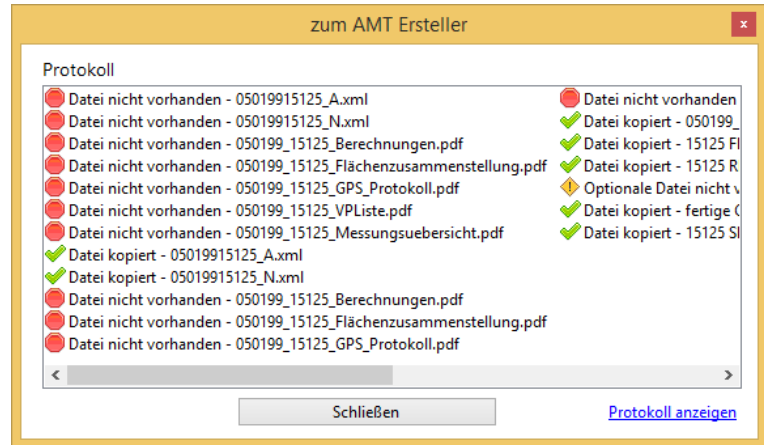 zum AMT Ersteller
x
Protokoll
Datei nicht vorhanden - 05019915125_A.xml
Datei nicht vorhanden - 05019915125_N.xml
Datei nicht vorhanden - 050199_15125_Berechnungen.pdf
Datei nicht vorhanden - 050199_15125_Flächenzusammenstellung.pdf
Datei nicht vorhanden - 050199_15125_GPS_Protokoll.pdf
Datei nicht vorhanden - 050199_15125_VPListe.pdf
Datei nicht vorhanden - 050199_15125_Messungsuebersicht.pdf
Datei kopiert - 05019915125_A.xml
Datei kopiert - 05019915125_N.xml
Datei nicht vorhanden - 050199_15125_Berechnungen.pdf
Datei nicht vorhanden - 050199_15125_Flächenzusammenstellung.pdf
Datei nicht vorhanden - 050199_15125_GPS_Protokoll.pdf
Datei nicht vorhanden
Datei kopiert - 050199_
Datei kopiert - 15125
Datei kopiert - 15125
Optionale Datei nicht
Datei kopiert - fertige
Datei kopiert - 15125
Schließen
Protokoll anzeigen